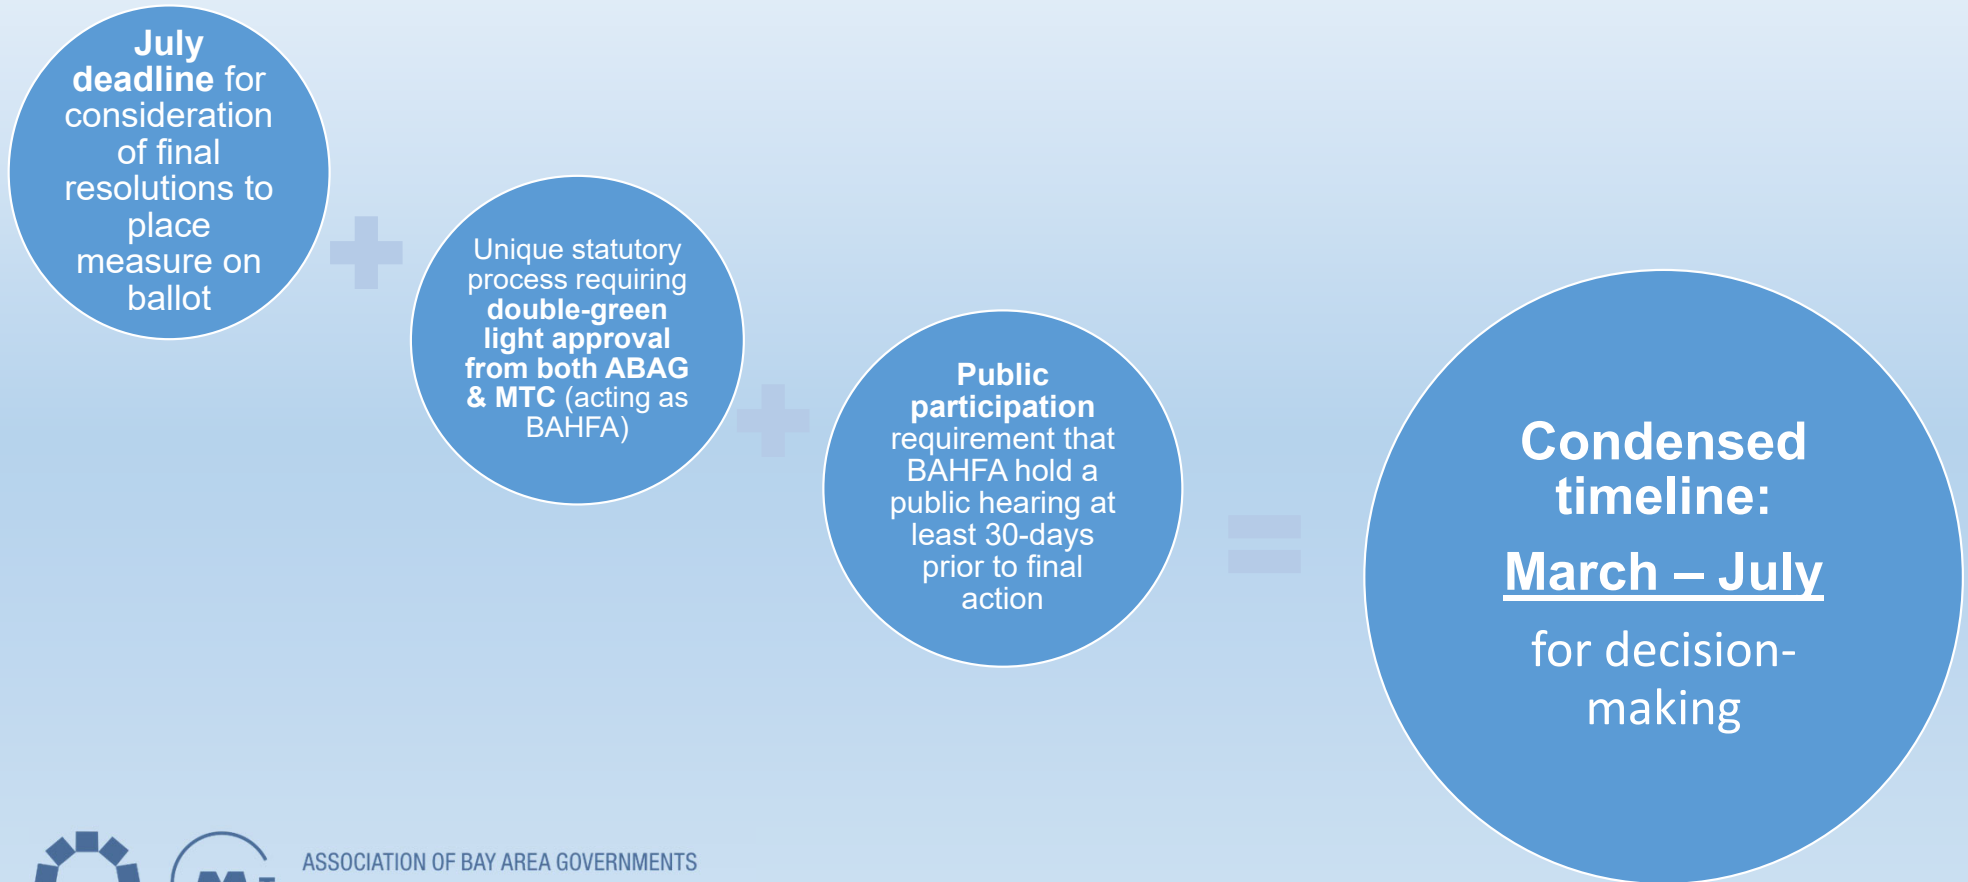 July
deadline for
consideration
of final
resolutions to
place
measure on
ballot
Unique statutory
process requiring
double-green
light approval
from both ABAG
& MTC (acting as
BAHFA)
Public
participation
requirement that
BAHFA hold a
public hearing at
least 30-days
prior to final
action
Condensed
timeline:
March – July
for decision-
making
ASSOCIATION OF BAY AREA GOVERNMENTS